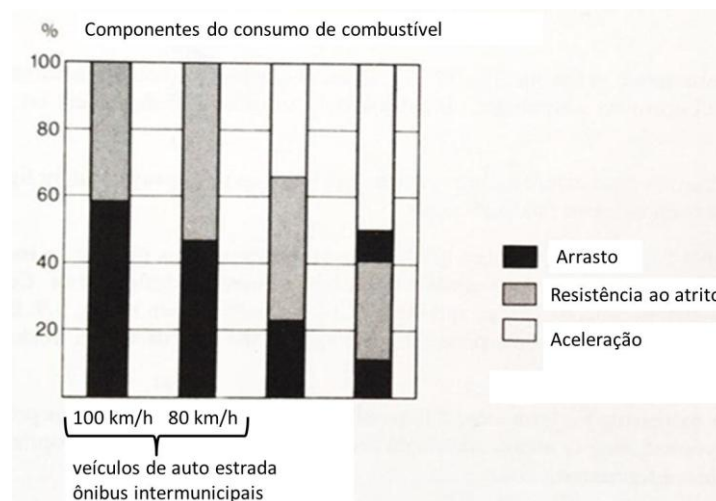 % Componentes do consumo de combustível
100
80
60
40
20
Arrasto
Resistência ao atrito
Aceleração
100 km/h 80 km/h
veículos de auto estrada
ônibus intermunicipais